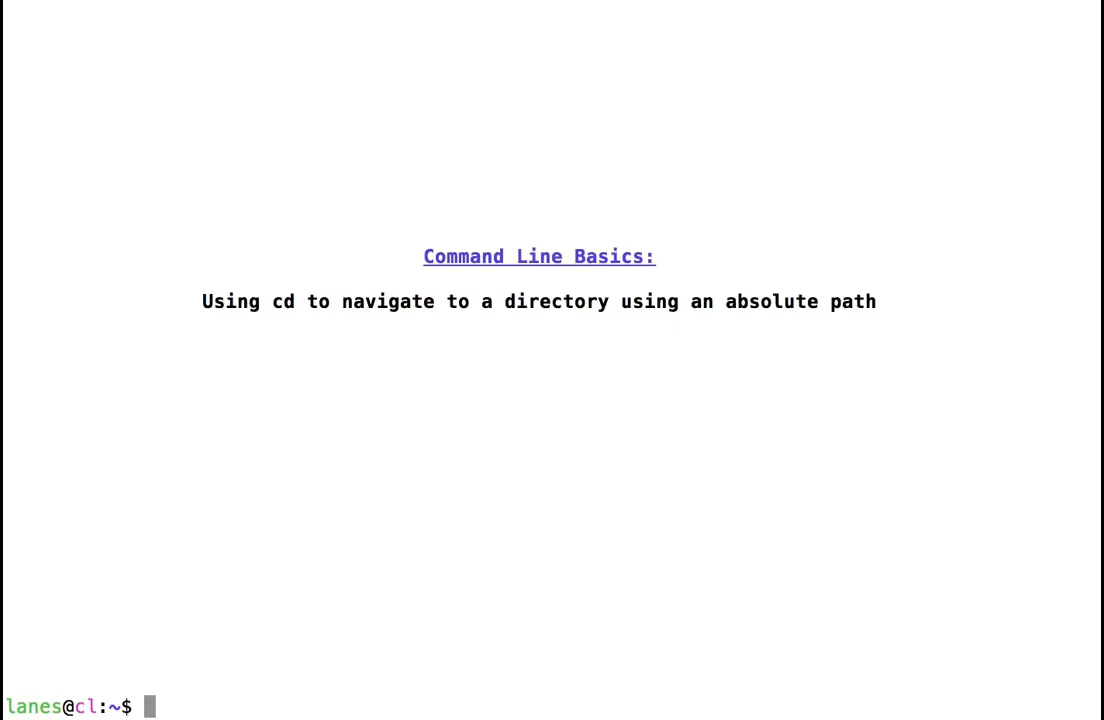 Command Line Basics:
Using cd to navigate to a directory using an absolute path
lanes@cl:~$